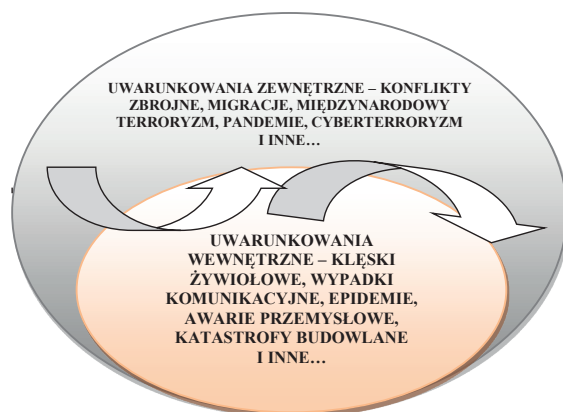 UWARUNKOWANIA ZEWNĘTRZNE – KONFLIKTY
ZBROJNE, MIGRACJE, MIĘDZYNARODOWY
TERRORYZM, PANDEMIE, CYBERTERRORYZM
I INNE…
UWARUNKOWANIA
WEWNĘTRZNE – KLĘSKI
ŻYWIOŁOWE, WYPADKI
KOMUNIKACYJNE, EPIDEMIE,
AWARIE PRZEMYSŁOWE,
KATASTROFY BUDOWLANE
I INNE…